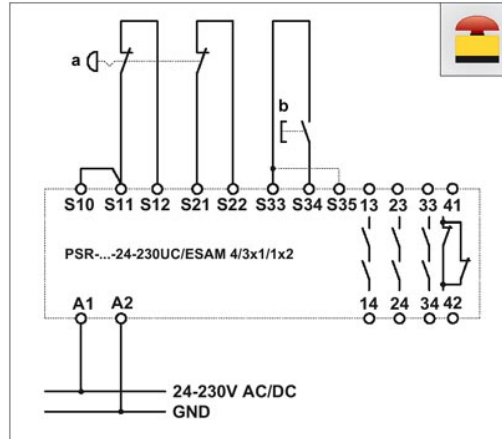 a
b
S10 S11 S12 S21 S22 S33 S34 S35 13 23 33 41
PSR-...-24-230UC/ESAM 4/3x1/1x2
A1 A2 14 24 34 42
24-230V AC/DC
GND